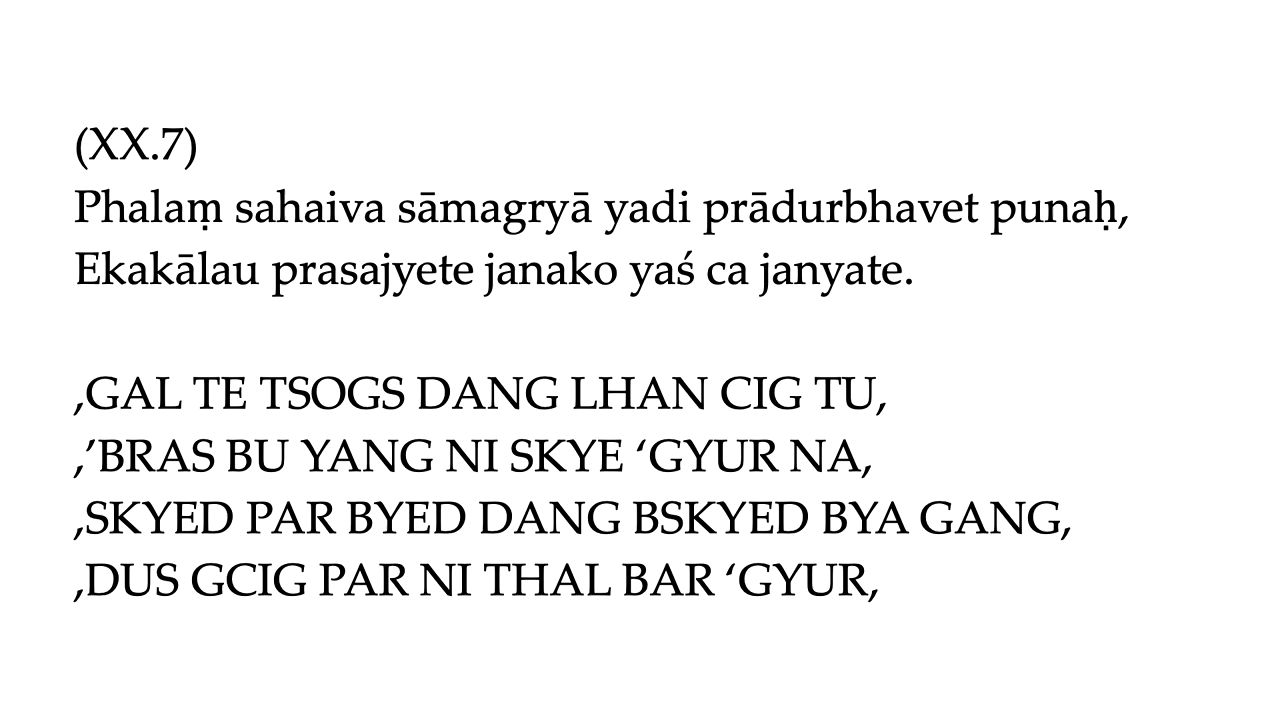 (XX.7)
Phalaṃ sahaiva sāmagryā yadi prādurbhavet punaḥ,
Ekakālau prasajyete janako yaś ca janyate.
,GAL TE TSOGS DANG LHAN CIG TU,
,’BRAS BU YANG NI SKYE ‘GYUR NA,
,SKYED PAR BYED DANG BSKYED BYA GANG,
,DUS GCIG PAR NI THAL BAR ‘GYUR,